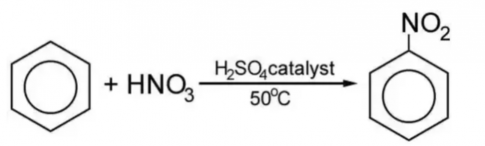 NO₂
+ HNO₃
H₂SO₄catalyst
50°C